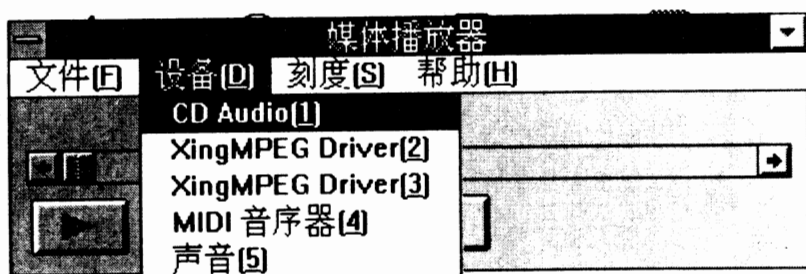 媒体播放器
文件(F) 设备(D) 刻度(S) 帮助(H)
CD Audio(1)
XingMPEG Driver(2)
XingMPEG Driver(3)
MIDI 音序器(4)
声音(5)